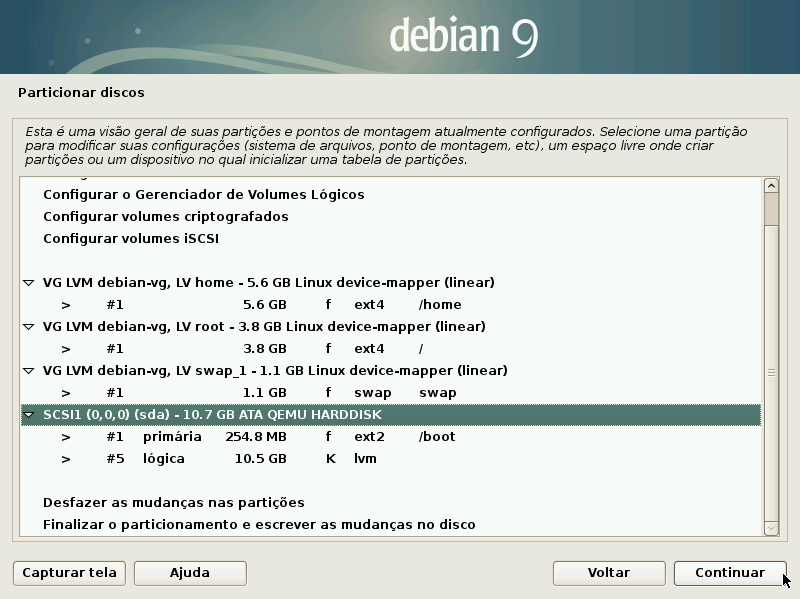 debian 9
Particionar discos
Esta é uma visão geral de suas partições e pontos de montagem atualmente configurados. Selecione uma partição
para modificar suas configurações (sistema de arquivos, ponto de montagem, etc), um espaço livre onde criar
partições ou um dispositivo no qual inicializar uma tabela de partições.
Configurar o Gerenciador de Volumes Lógicos
Configurar volumes criptografados
Configurar volumes iSCSI
VG LVM debian-vg, LV home - 5.6 GB Linux device-mapper (linear)
> #1 5.6 GB f ext4 /home
VG LVM debian-vg, LV root - 3.8 GB Linux device-mapper (linear)
> #1 3.8 GB f ext4 /
VG LVM debian-vg, LV swap_1 - 1.1 GB Linux device-mapper (linear)
> #1 1.1 GB f swap swap
SCSI1 (0,0,0) (sda) - 10.7 GB ATA QEMU HARDDISK
> #1 primária 254.8 MB f ext2 /boot
> #5 lógica 10.5 GB K lvm
Desfazer as mudanças nas partições
Finalizar o particionamento e escrever as mudanças no disco
Capturar tela Ajuda Voltar Continuar